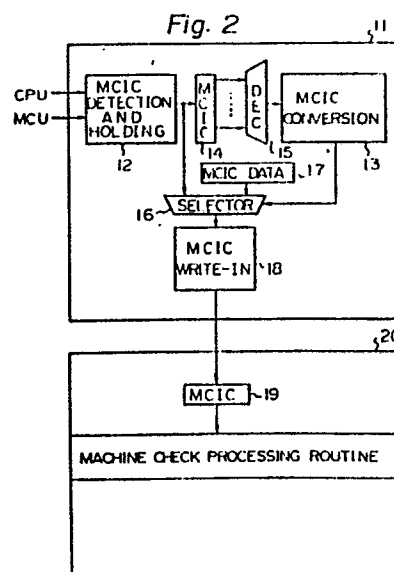 Fig. 2
11
CPU
MCU
MCIC
DETECTION
AND
HOLDING
12
MCIC
14
DEC
15
MCIC
CONVERSION
13
MCIC DATA
17
16
SELECTOR
MCIC
WRITE-IN
18
20
MCIC
19
MACHINE CHECK PROCESSING ROUTINE